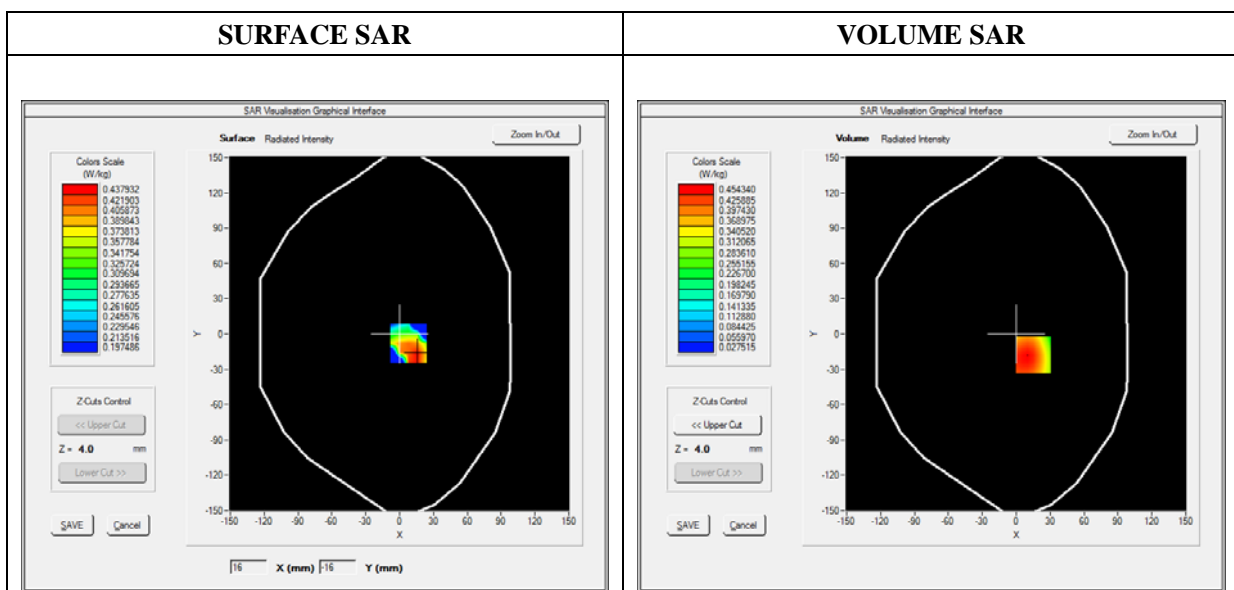 SURFACE SAR
VOLUME SAR
SAR Visualisation Graphical Interface
Surface Radiated Intensity
Zoom In/Out
Colors Scale
(W/kg)
0.437932
0.421903
0.405873
0.389843
0.373813
0.357784
0.341754
0.325724
0.309694
0.293665
0.277635
0.261605
0.245576
0.229546
0.213516
0.197486
Z-Cuts Control
<< Upper Cut
Z = 4.0 mm
Lower Cut >>
SAVE Cancel
150
120
90
60
30
0
-30
-60
-90
-120
-150
Y
-150 -120 -90 -60 -30 0 30 60 90 120 150
X
16 X (mm) -16 Y (mm)
SAR Visualisation Graphical Interface
Volume Radiated Intensity
Zoom In/Out
Colors Scale
(W/kg)
0.454340
0.425885
0.397430
0.368975
0.340520
0.312065
0.283610
0.255155
0.226700
0.198245
0.169790
0.141335
0.112880
0.084425
0.055970
0.027515
Z-Cuts Control
<< Upper Cut
Z = 4.0 mm
Lower Cut >>
SAVE Cancel
150
120
90
60
30
0
-30
-60
-90
-120
-150
Y
-150 -120 -90 -60 -30 0 30 60 90 120 150
X